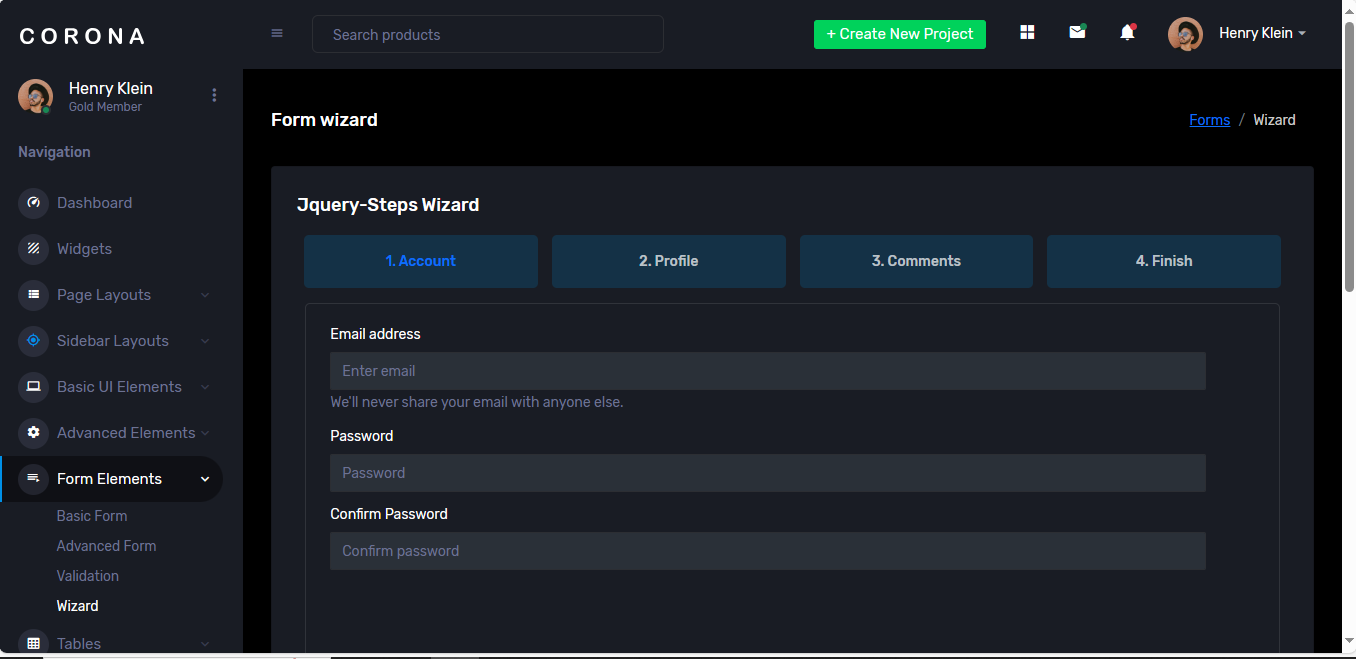 CORONA
Search products
+ Create New Project
Henry Klein
Henry Klein
Gold Member
Navigation
Dashboard
Widgets
Page Layouts
Sidebar Layouts
Basic UI Elements
Advanced Elements
Form Elements
Basic Form
Advanced Form
Validation
Wizard
Tables
Form wizard
Forms / Wizard
Jquery-Steps Wizard
1. Account
2. Profile
3. Comments
4. Finish
Email address
Enter email
We'll never share your email with anyone else.
Password
Password
Confirm Password
Confirm password